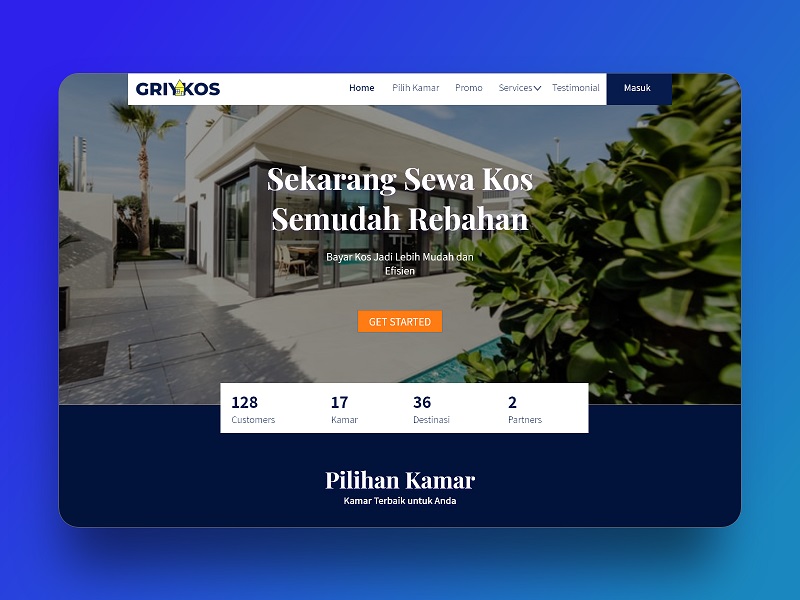 GRIYKOS
Home Pilih Kamar Promo Services Testimonial Masuk
Sekarang Sewa Kos
Semudah Rebahan
Bayar Kos Jadi Lebih Mudah dan
Efisien
GET STARTED
128 17 36 2
Customers Kamar Destinasi Partners
Pilihan Kamar
Kamar Terbaik untuk Anda